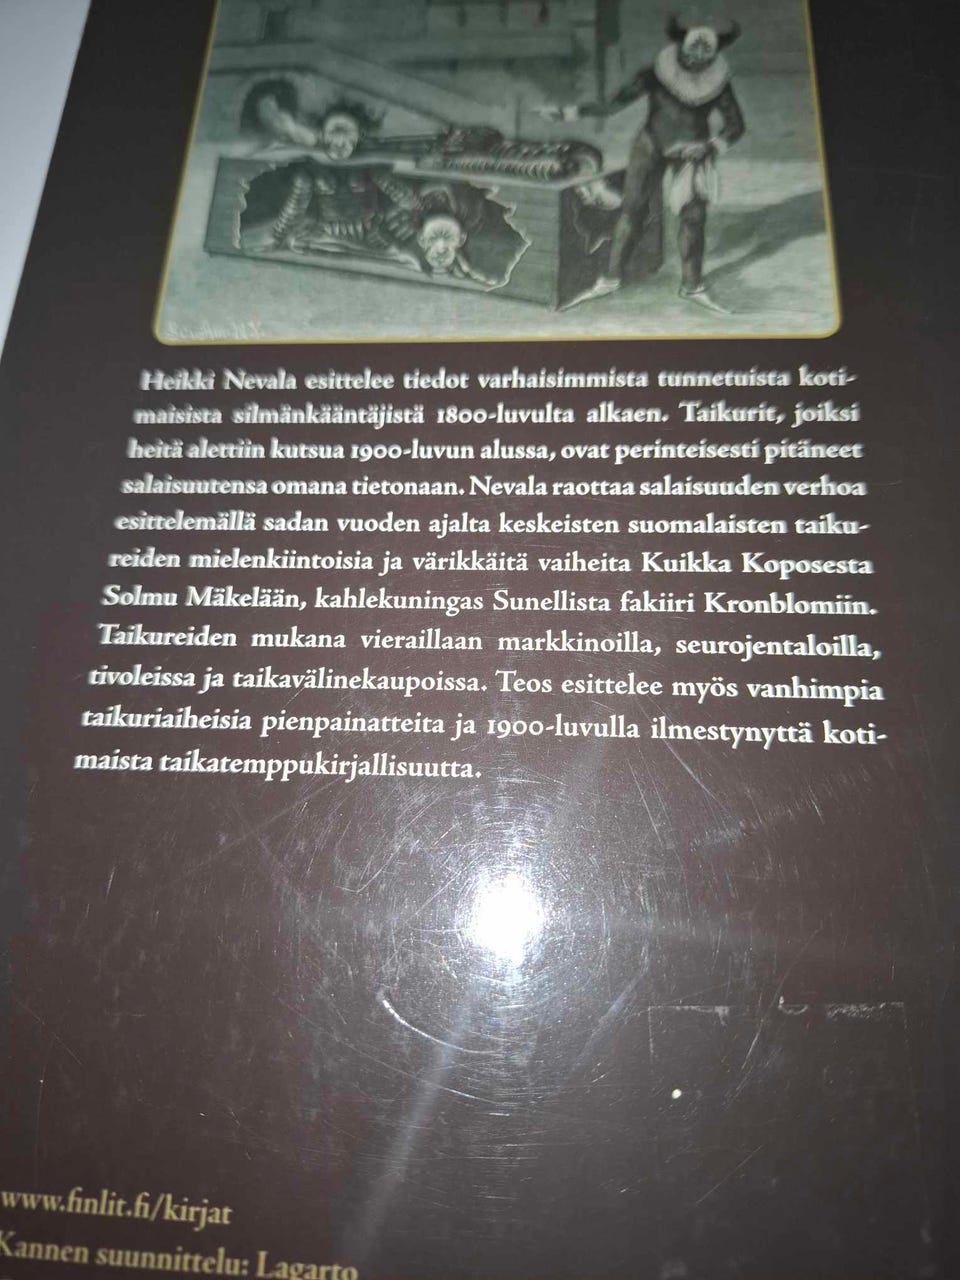 Heikki Nevala esittelee tiedot varhaisimmista tunnetuista koti-
maisista silmänkääntäjistä 1800-luvulta alkaen. Taikurit, joiksi
heitä alettiin kutsua 1900-luvun alussa, ovat perinteisesti pitäneet
salaisuutensa omana tietonaan. Nevala raottaa salaisuuden verhoa
esittelemällä sadan vuoden ajalta keskeisten suomalaisten taiku-
reiden mielenkiintoisia ja värikkäitä vaiheita Kuikka Koposesta
Solmu Mäkelään, kahlekuningas Sunellista fakiiri Kronblomiin.
Taikureiden mukana vieraillaan markkinoilla, seurojentaloilla,
tivoleissa ja taikavälinekaupoissa. Teos esittelee myös vanhimpia
taikuriaiheisia pienpainatteita ja 1900-luvulla ilmestynyttä koti-
maista taikatemppukirjallisuutta.
www.finlit.fi/kirjat
Kannen suunnittelu: Lagarto